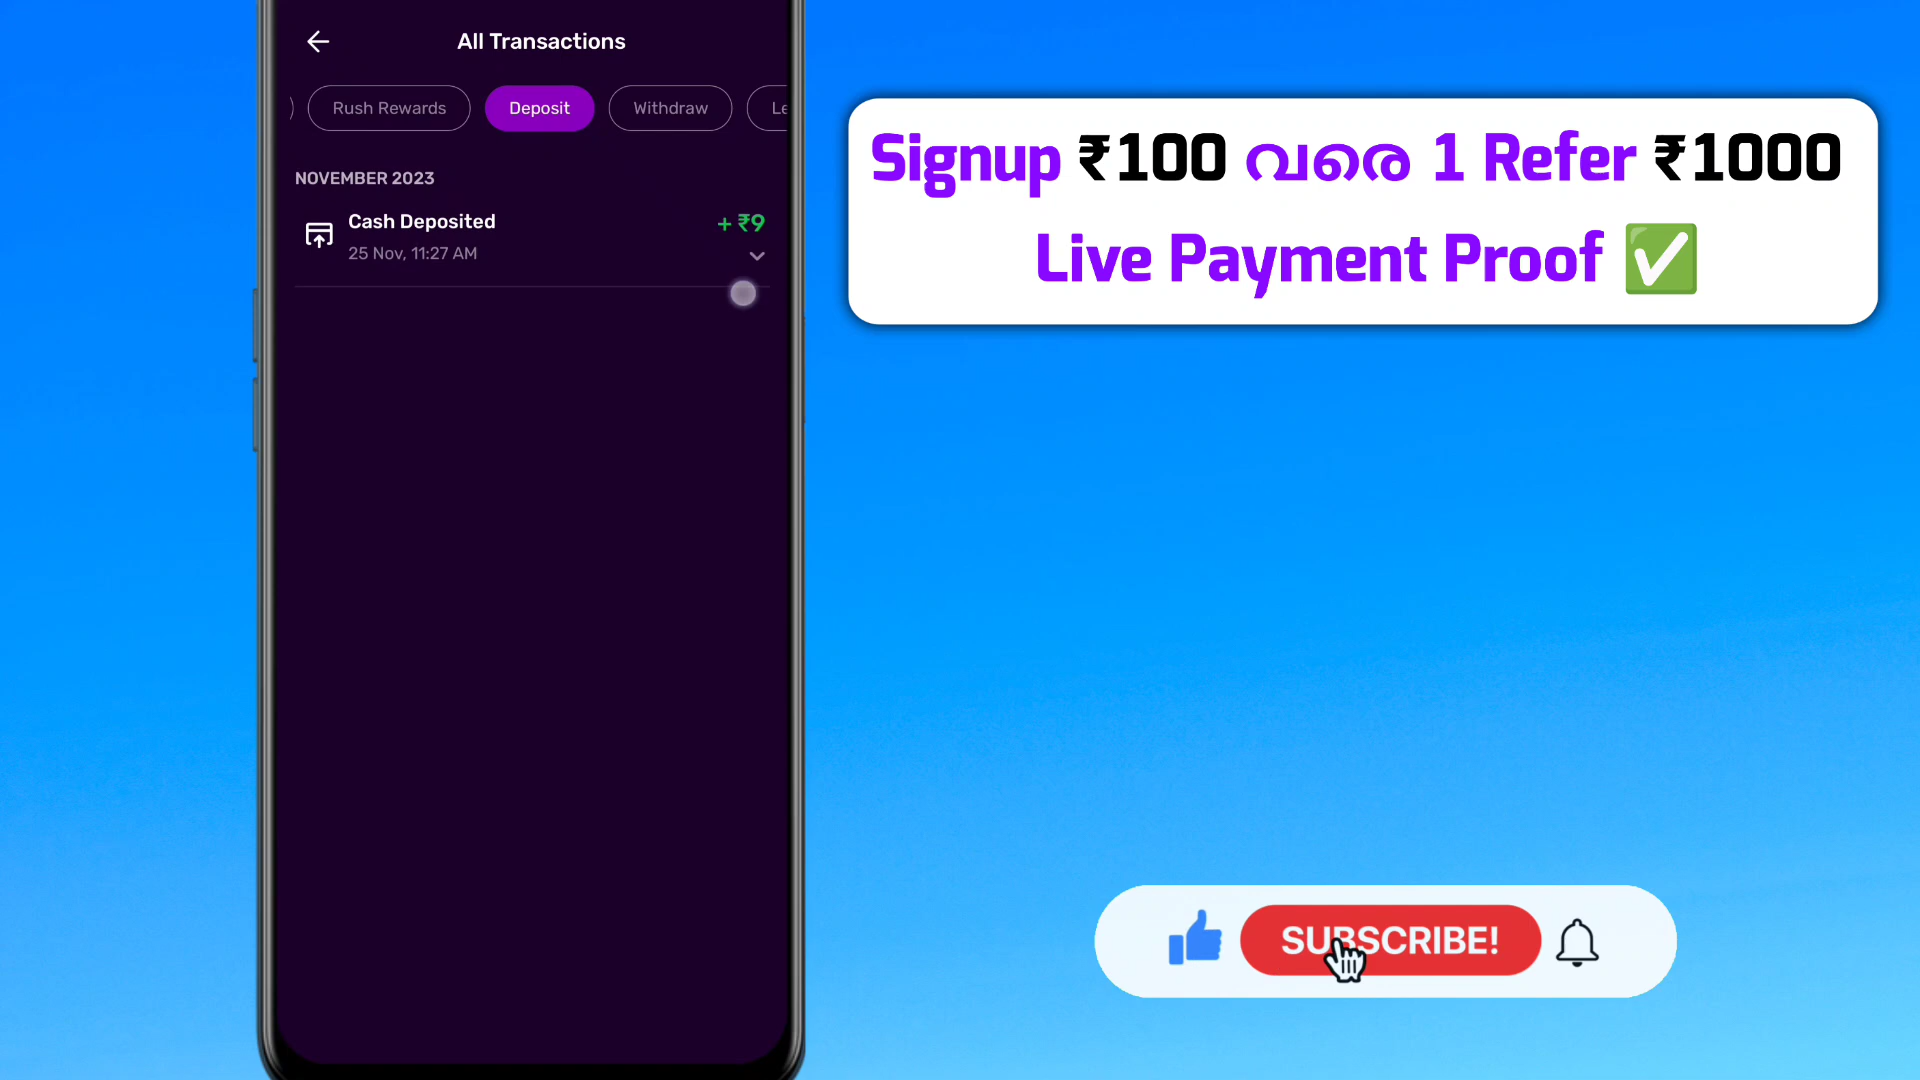 All Transactions
Rush Rewards
Deposit
Withdraw
Le
NOVEMBER 2023
Cash Deposited
+ ₹9
25 Nov, 11:27 AM
Signup ₹100 വരെ 1 Refer ₹1000
Live Payment Proof ✅
SUBSCRIBE!